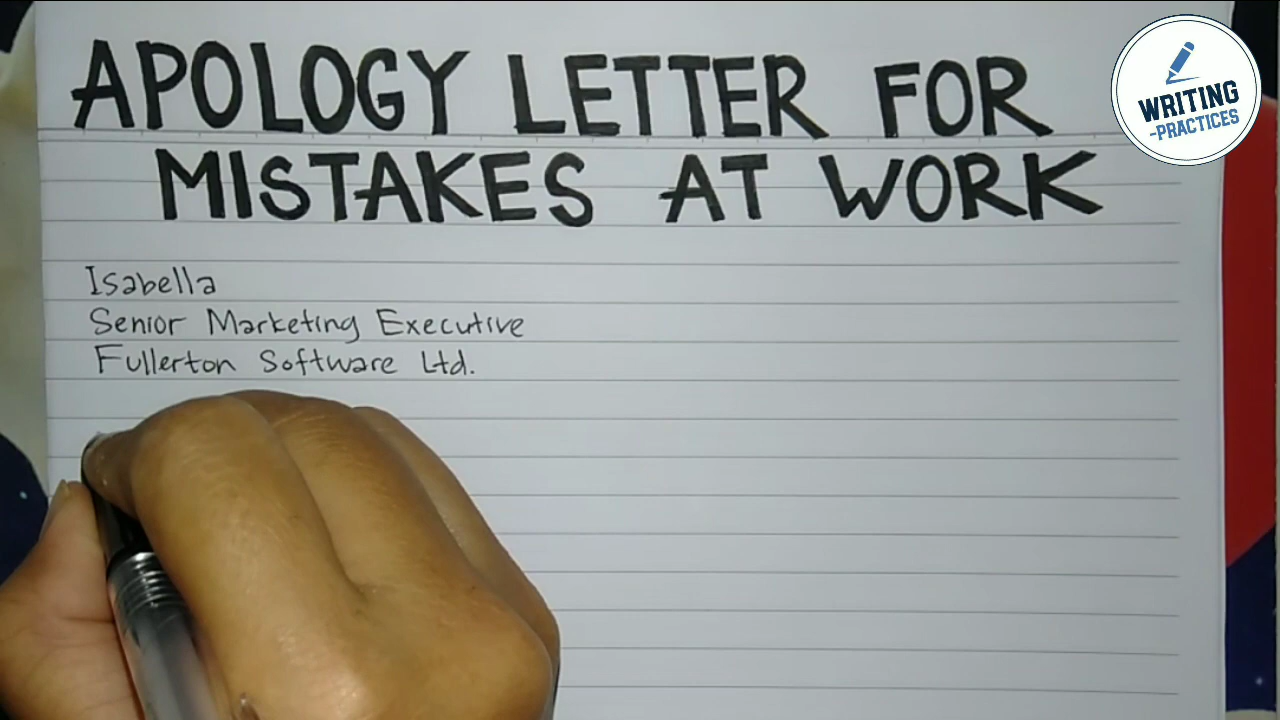 APOLOGY LETTER FOR
MISTAKES AT WORK
WRITING
-PRACTICES
Isabella
Senior Marketing Executive
Fullerton Software Ltd.